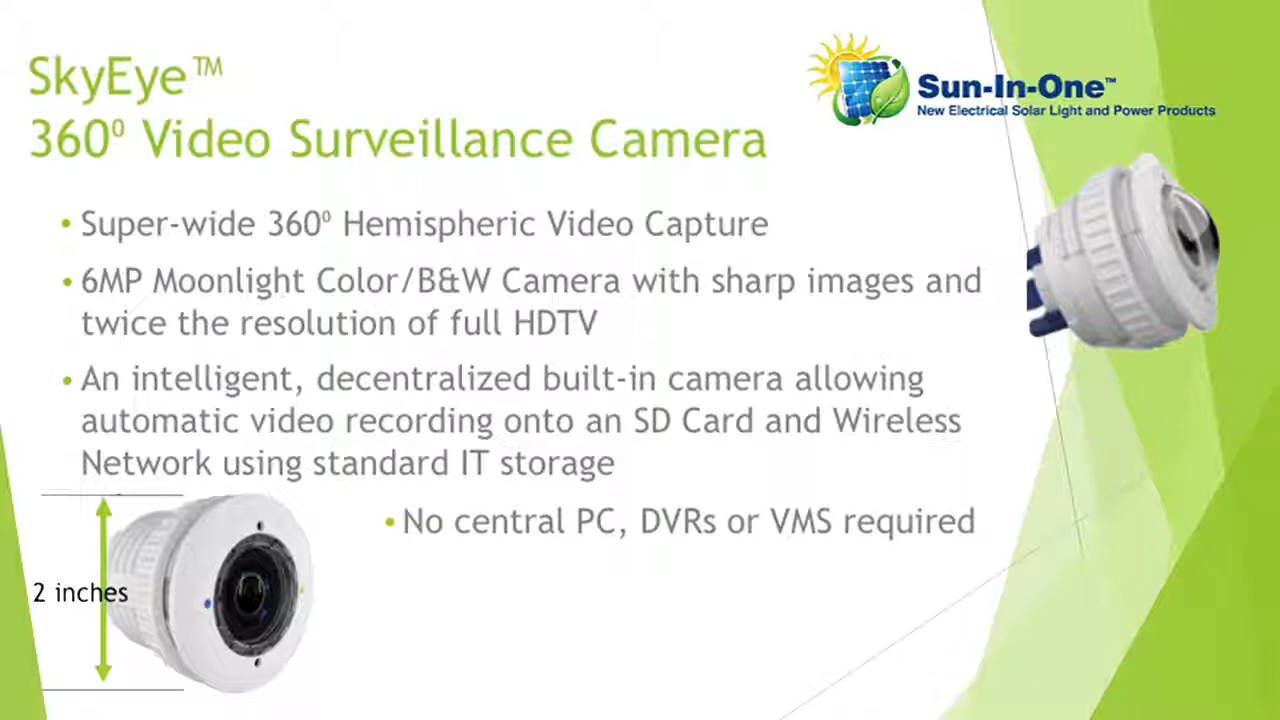 SkyEye™
360⁰ Video Surveillance Camera
Sun-In-One™
New Electrical Solar Light and Power Products
• Super-wide 360⁰ Hemispheric Video Capture
• 6MP Moonlight Color/B&W Camera with sharp images and
twice the resolution of full HDTV
• An intelligent, decentralized built-in camera allowing
automatic video recording onto an SD Card and Wireless
Network using standard IT storage
• No central PC, DVRs or VMS required
2 inches